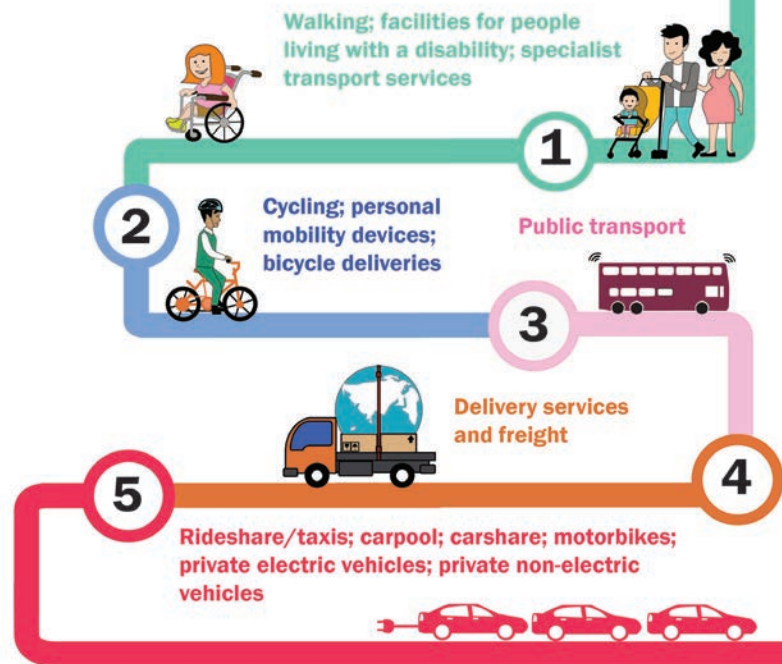 Walking; facilities for people
living with a disability; specialist
transport services
1
2
Cycling; personal
mobility devices;
bicycle deliveries
Public transport
3
Delivery services
and freight
4
5
Rideshare/taxis; carpool; carshare; motorbikes;
private electric vehicles; private non-electric
vehicles